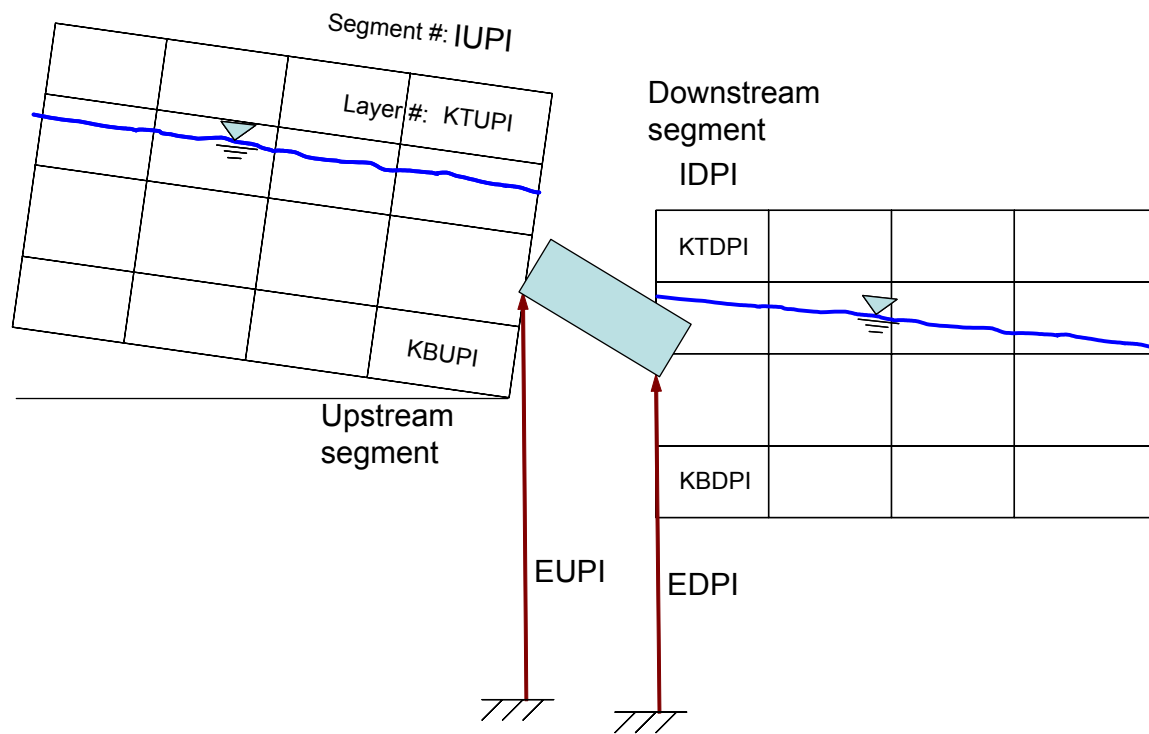 Segment #: IUPI
Layer #: KTUPI
KBUPI
Upstream
segment
Downstream
segment
IDPI
KTDPI
KBDPI
EUPI
EDPI